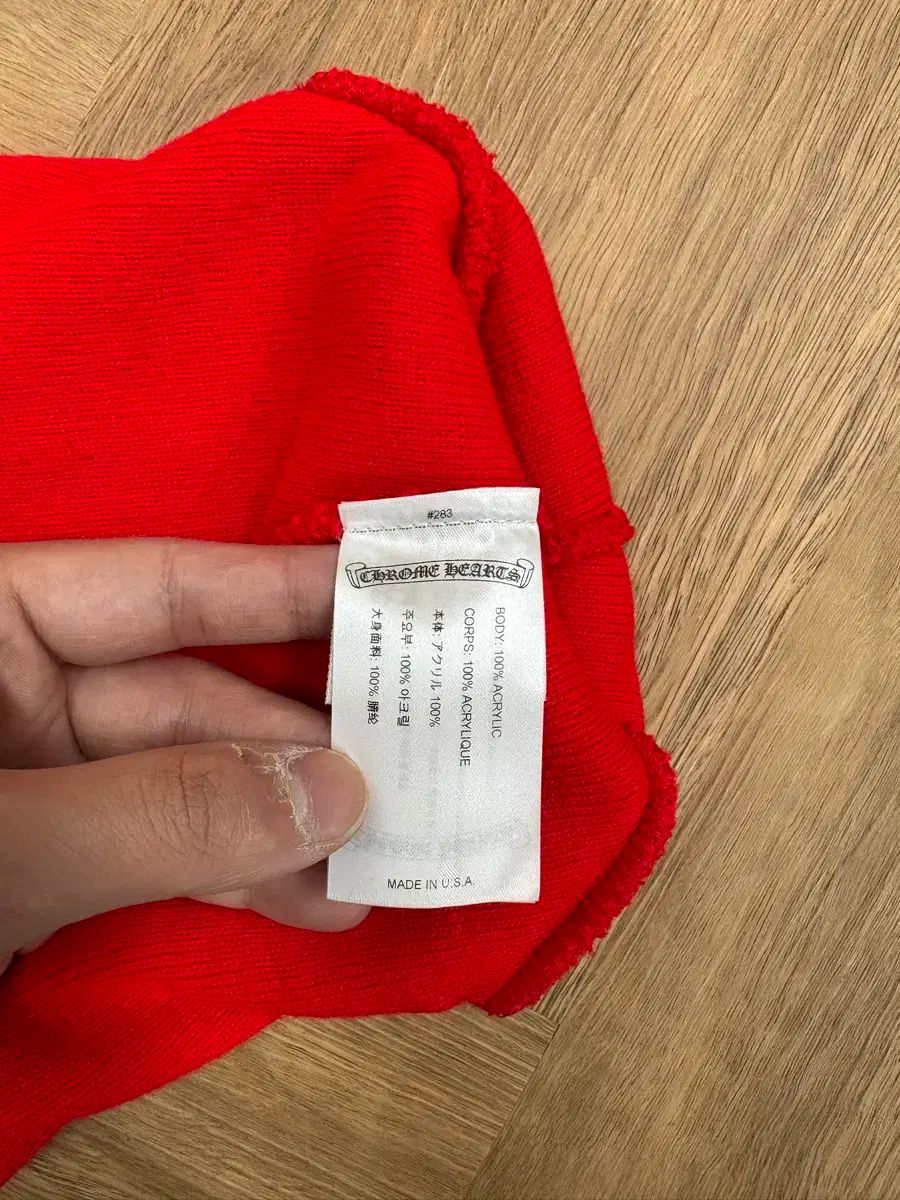 #283
CHROME HEARTS
BODY: 100% ACRYLIC
CORPS: 100% ACRYLIQUE
本体: アクリル 100%
주요부: 100% 아크릴
大身面料: 100% 腈纶
MADE IN U.S.A.